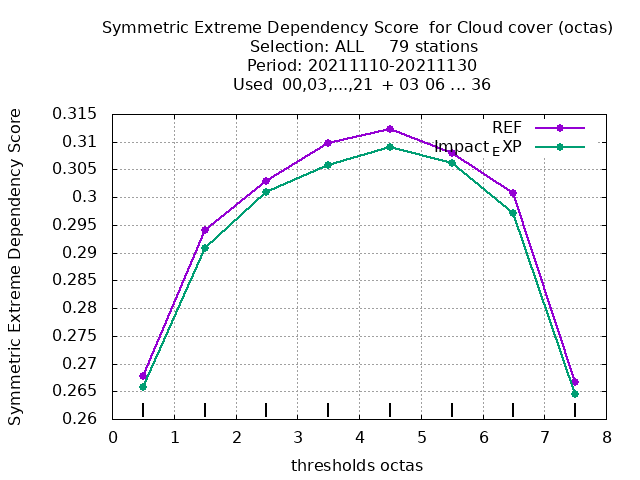 Symmetric Extreme Dependency Score for Cloud cover (octas)
Selection: ALL 79 stations
Period: 20211110-20211130
Used 00,03,...,21 + 03 06 ... 36
Symmetric Extreme Dependency Score
0.315
0.31
0.305
0.3
0.295
0.29
0.285
0.28
0.275
0.27
0.265
0.26
REF
Impact_EXP
0 1 2 3 4 5 6 7 8
thresholds octas